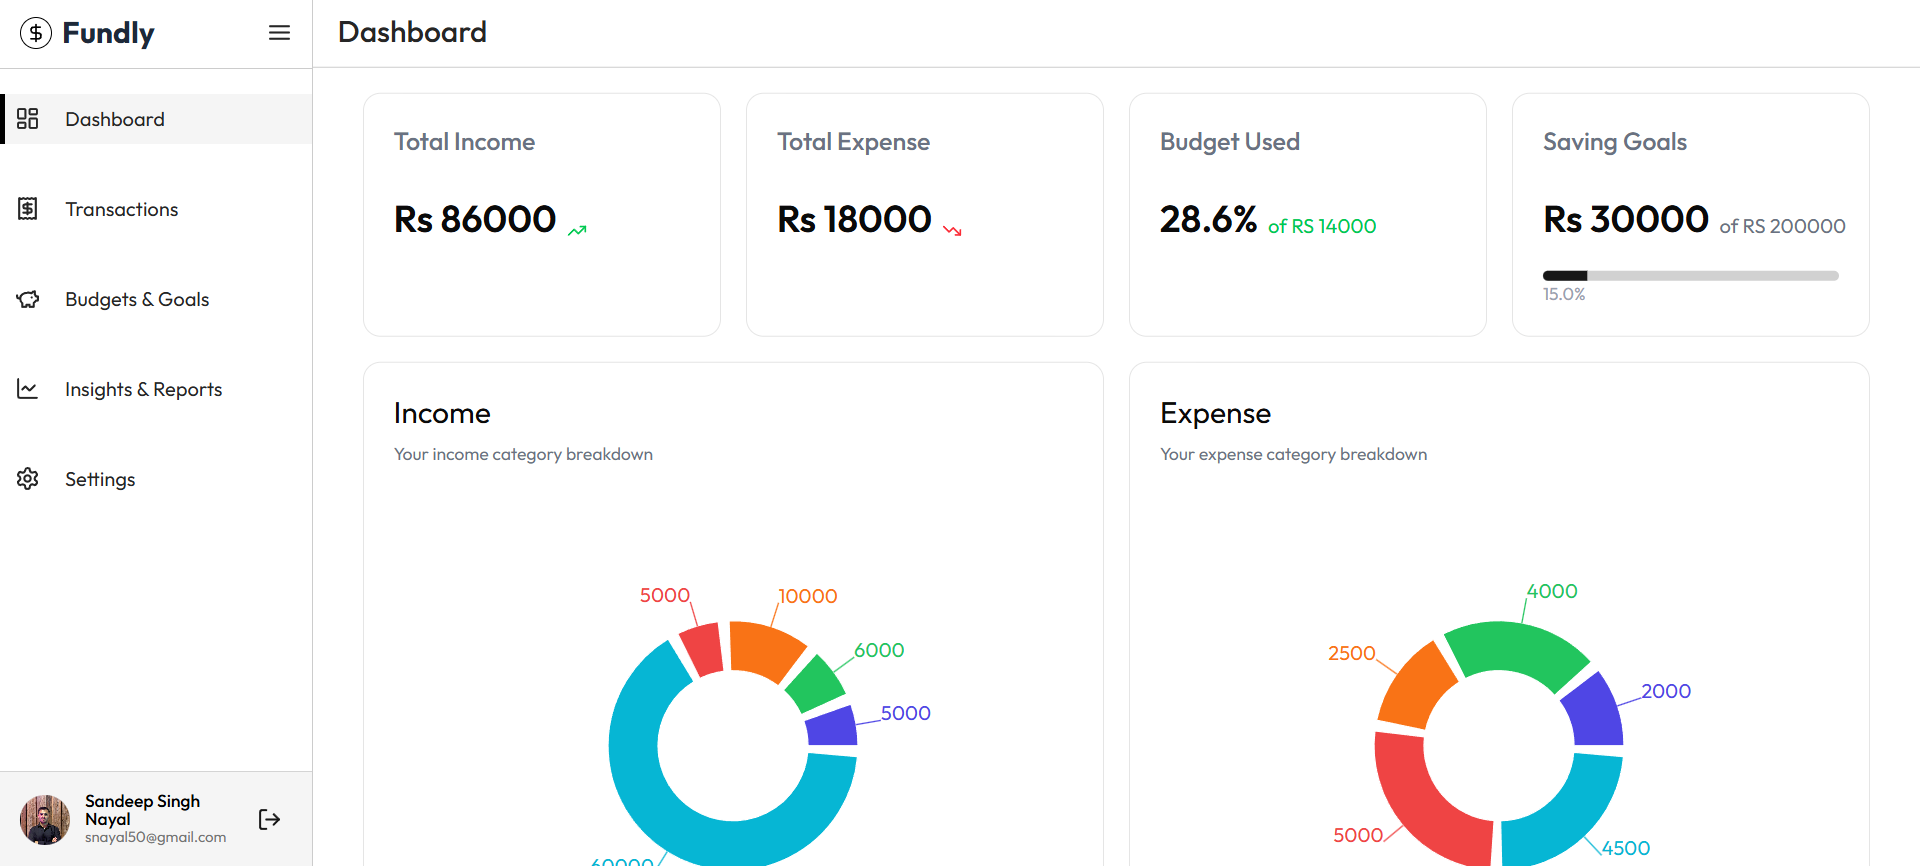 Fundly
Dashboard
Dashboard
Transactions
Budgets & Goals
Insights & Reports
Settings
Sandeep Singh
Nayal
snayal50@gmail.com
Total Income
Rs 86000
Total Expense
Rs 18000
Budget Used
28.6% of RS 14000
Saving Goals
Rs 30000 of RS 200000
15.0%
Income
Your income category breakdown
5000
10000
6000
5000
60000
Expense
Your expense category breakdown
4000
2500
2000
5000
4500